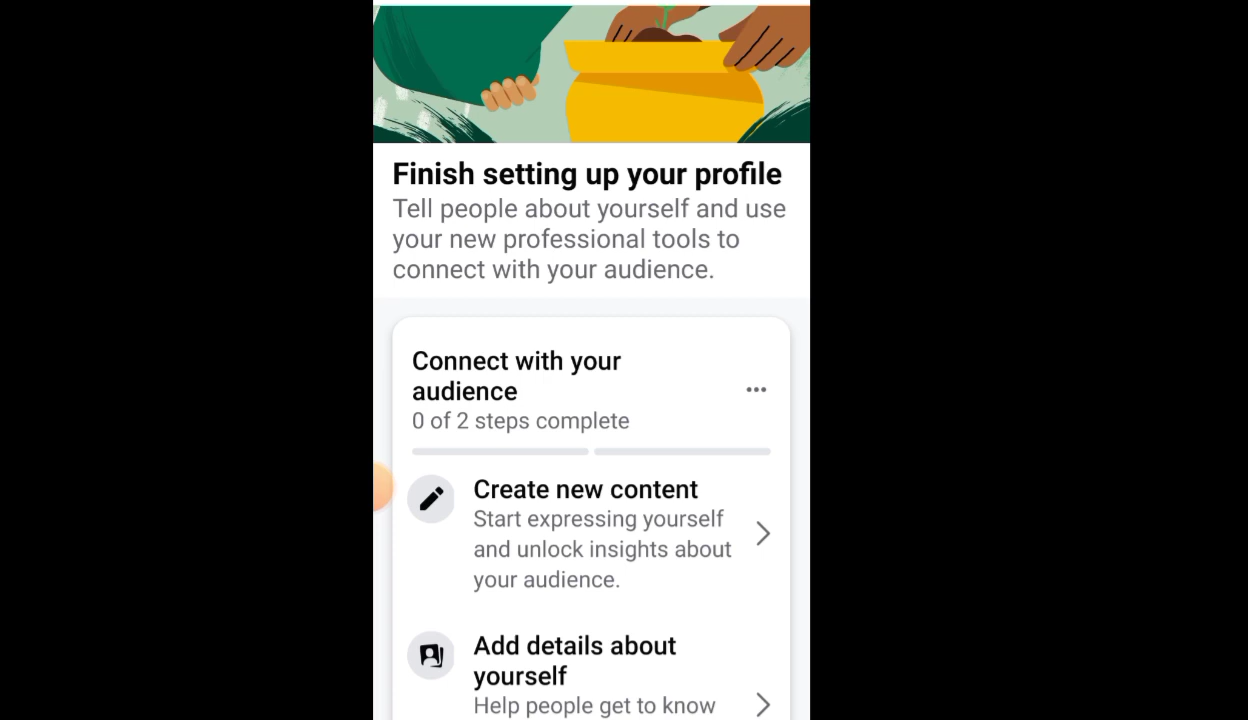 Finish setting up your profile
Tell people about yourself and use
your new professional tools to
connect with your audience.
Connect with your
audience
0 of 2 steps complete
Create new content
Start expressing yourself
and unlock insights about
your audience.
Add details about
yourself
Help people get to know